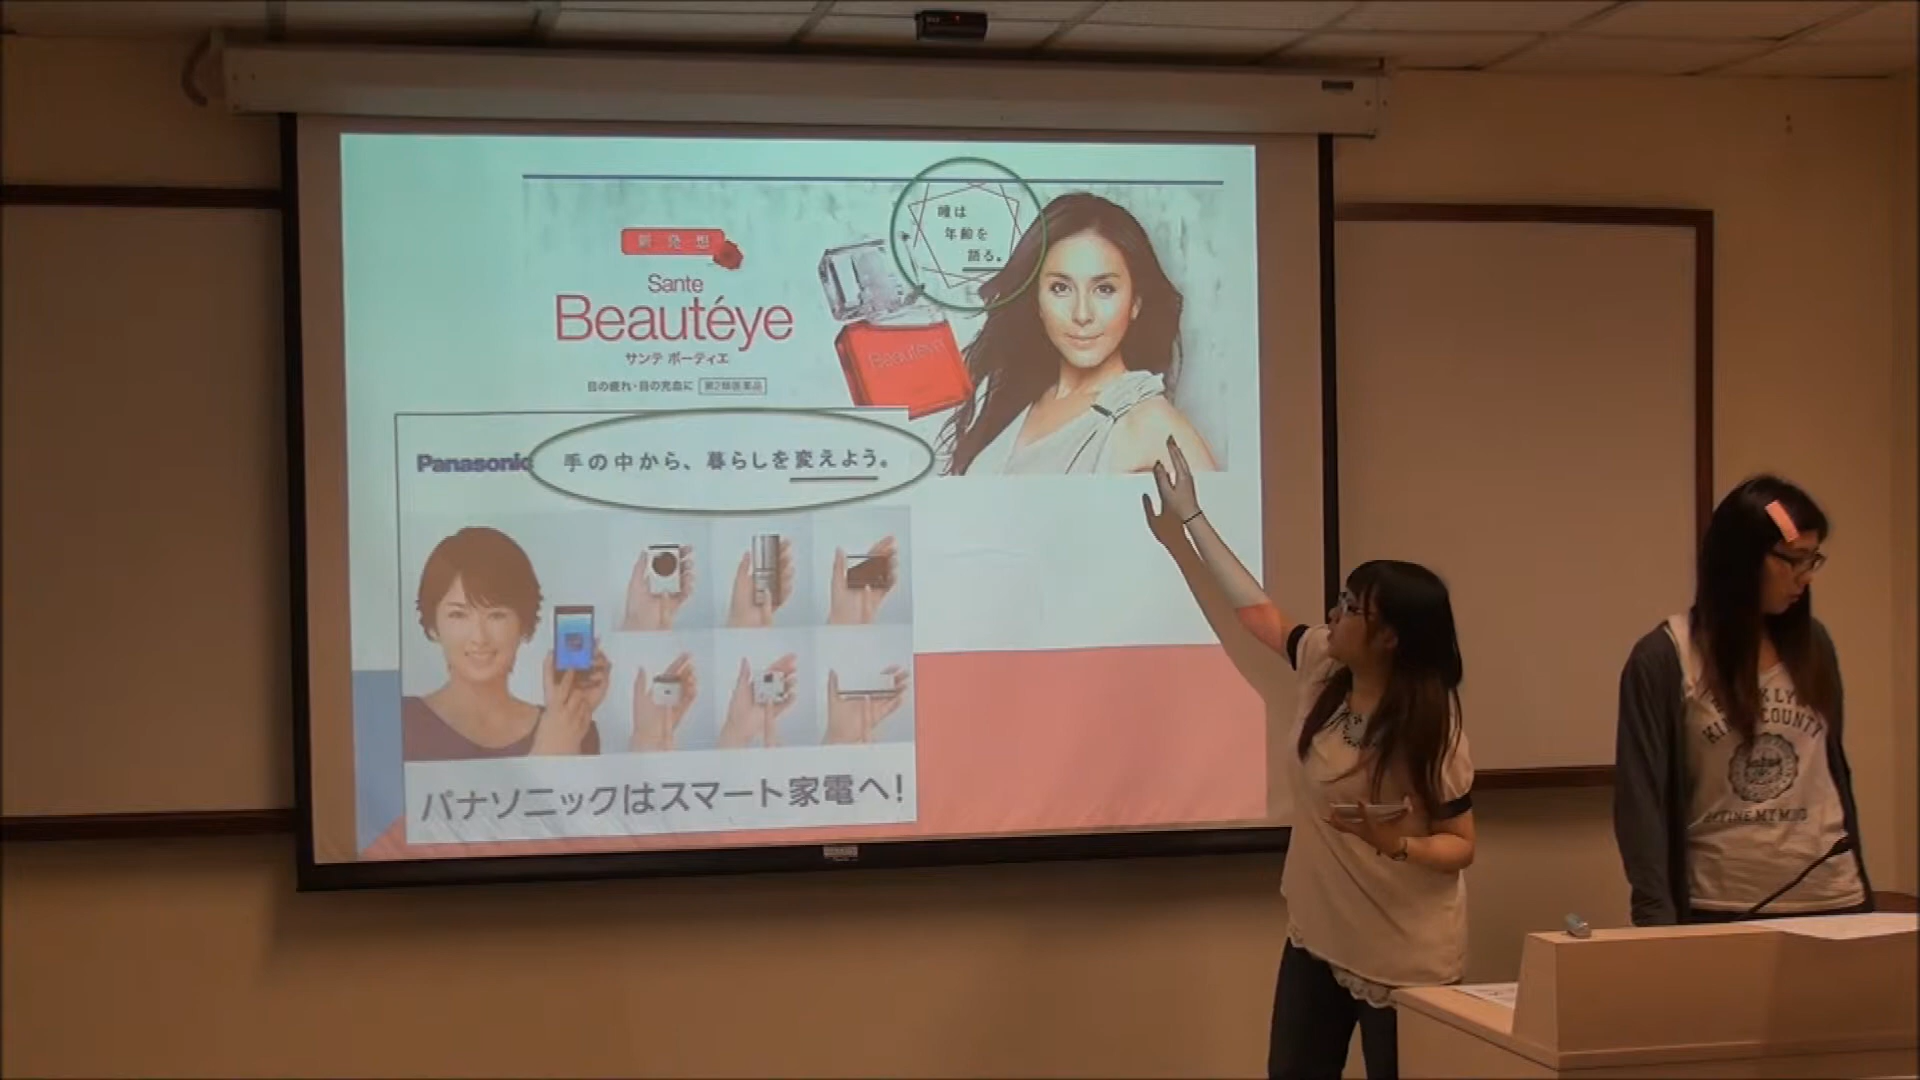 瞳は
年齢を
語る。
新発想
Sante
Beautéye
サンテ ボーティエ
目の疲れ・目の充血に 第2類医薬品
Beautéye
Panasonic 手の中から、暮らしを変えよう。
パナソニックはスマート家電へ!
COUNTY